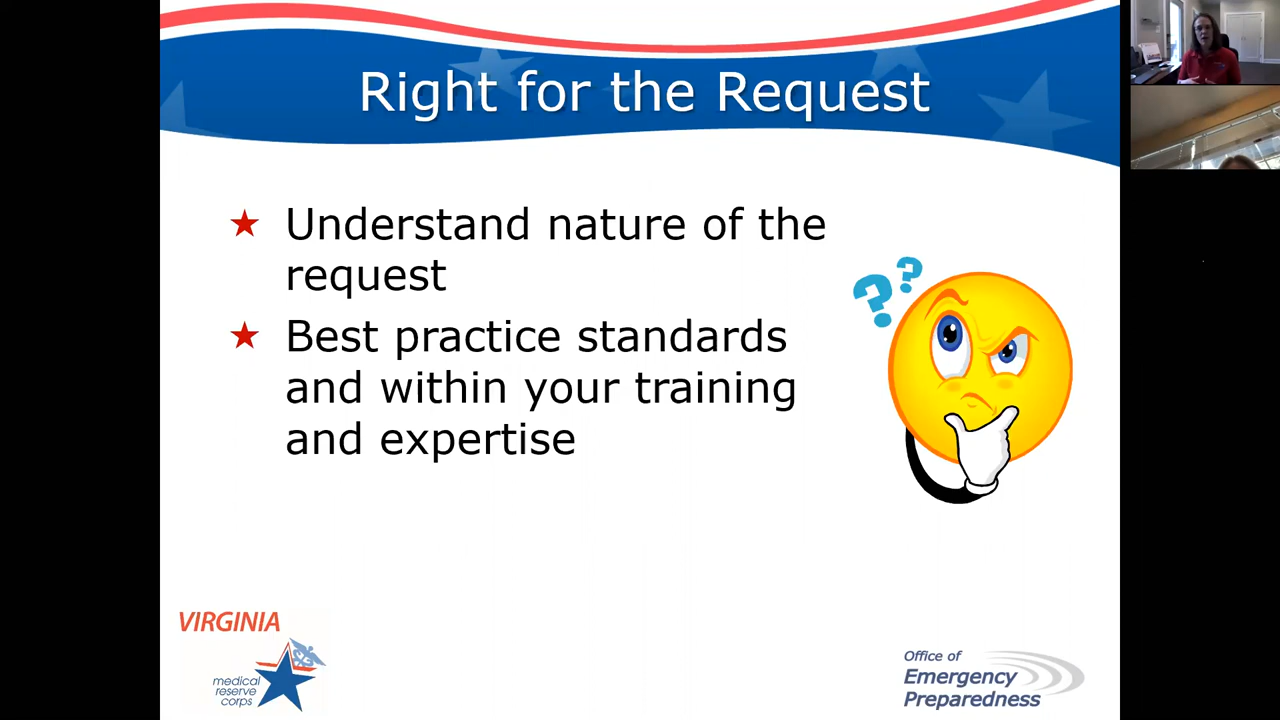 Right for the Request
★ Understand nature of the
request
★ Best practice standards
and within your training
and expertise
??
VIRGINIA
medical
reserve
corps
Office of
Emergency
Preparedness